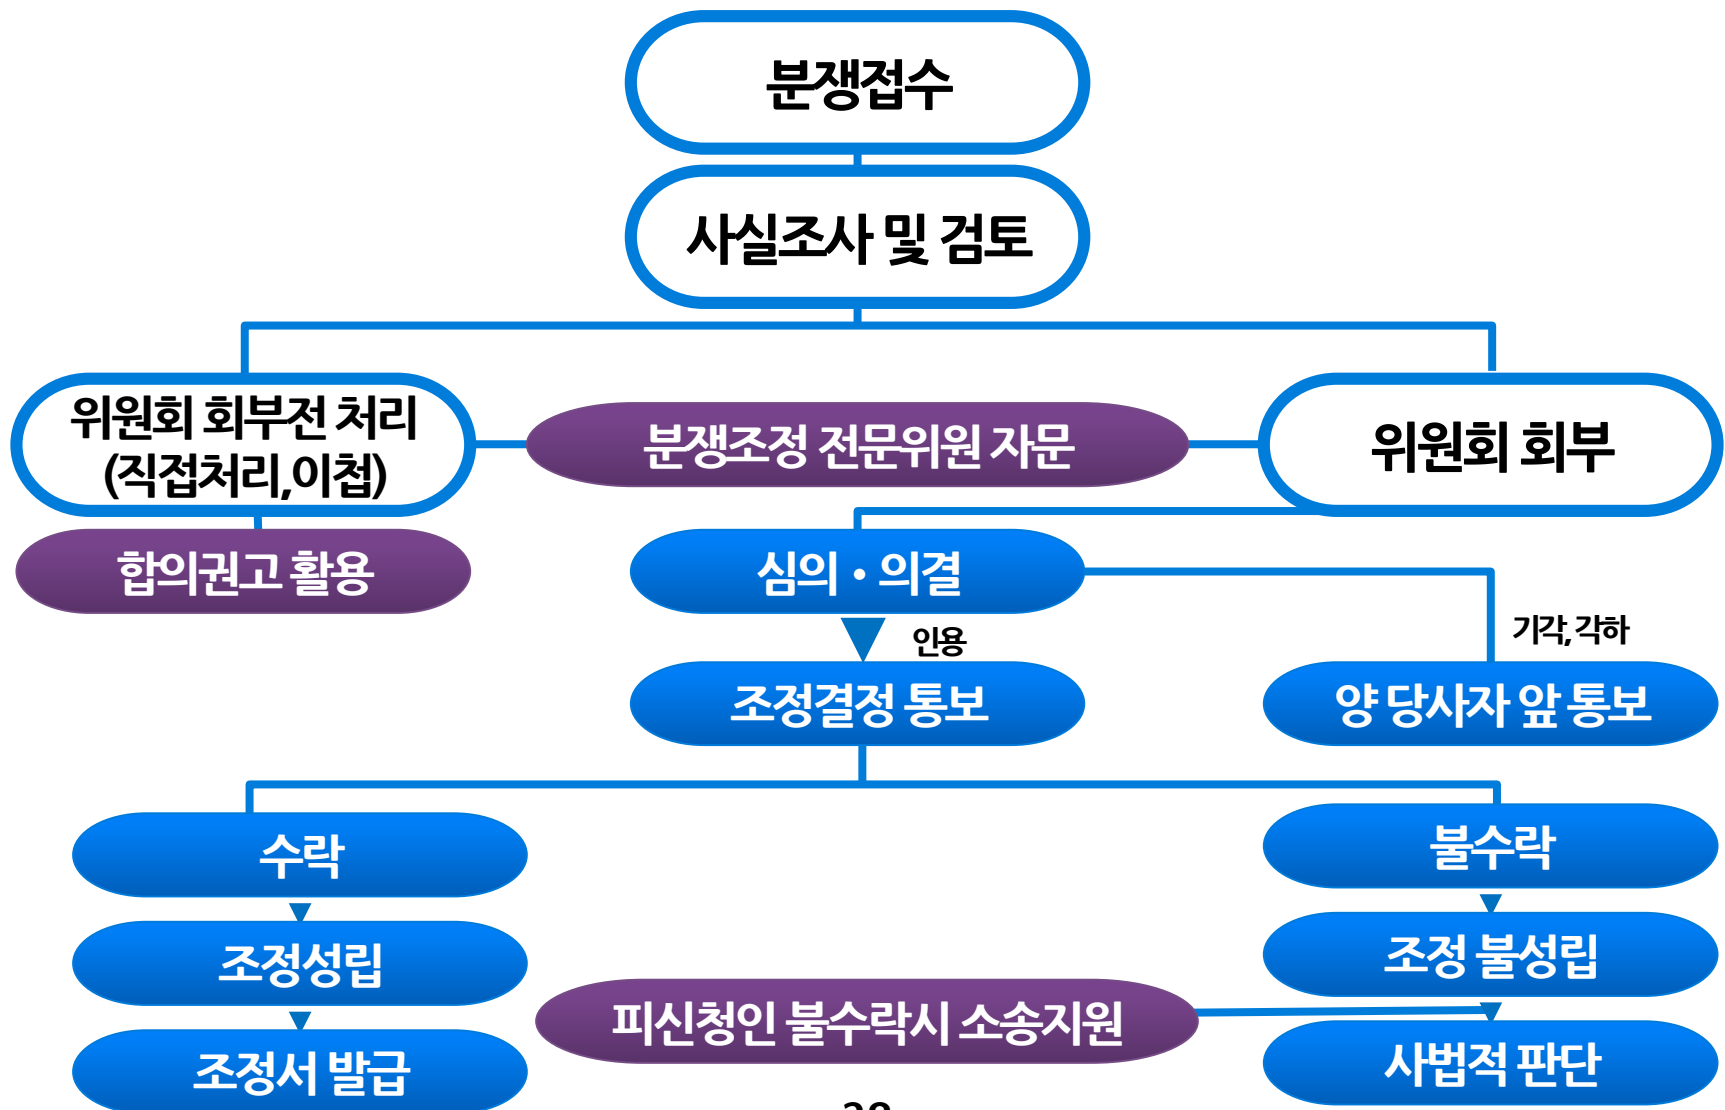 분쟁접수
사실조사 및 검토
위원회 회부전 처리
(직접처리,이첩)
분쟁조정 전문위원 자문
위원회 회부
합의권고 활용
심의・의결
인용
기각, 각하
조정결정 통보
양 당사자 앞 통보
수락
불수락
조정성립
조정 불성립
피신청인 불수락시 소송지원
조정서 발급
사법적 판단